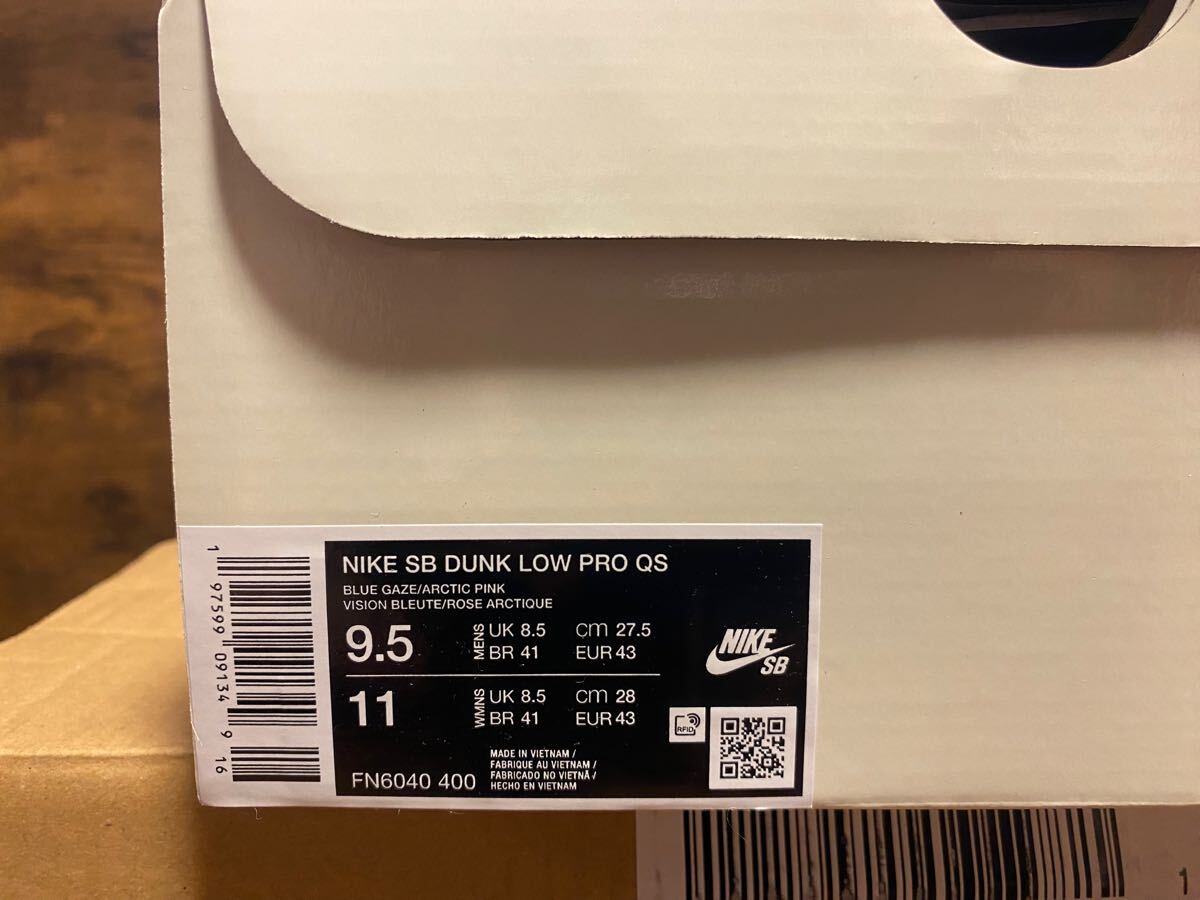 NIKE SB DUNK LOW PRO QS
BLUE GAZE/ARCTIC PINK
VISION BLEUTE/ROSE ARCTIQUE
9.5 MENS UK 8.5 cm 27.5
BR 41 EUR 43
11 WMNS UK 8.5 cm 28
BR 41 EUR 43
FN6040 400
MADE IN VIETNAM /
FABRIQUE AU VIETNAM /
FABRICADO NO VIETNÃ /
HECHO EN VIETNAM
NIKE
SB
RFID
1 97599 09134 9 16
1